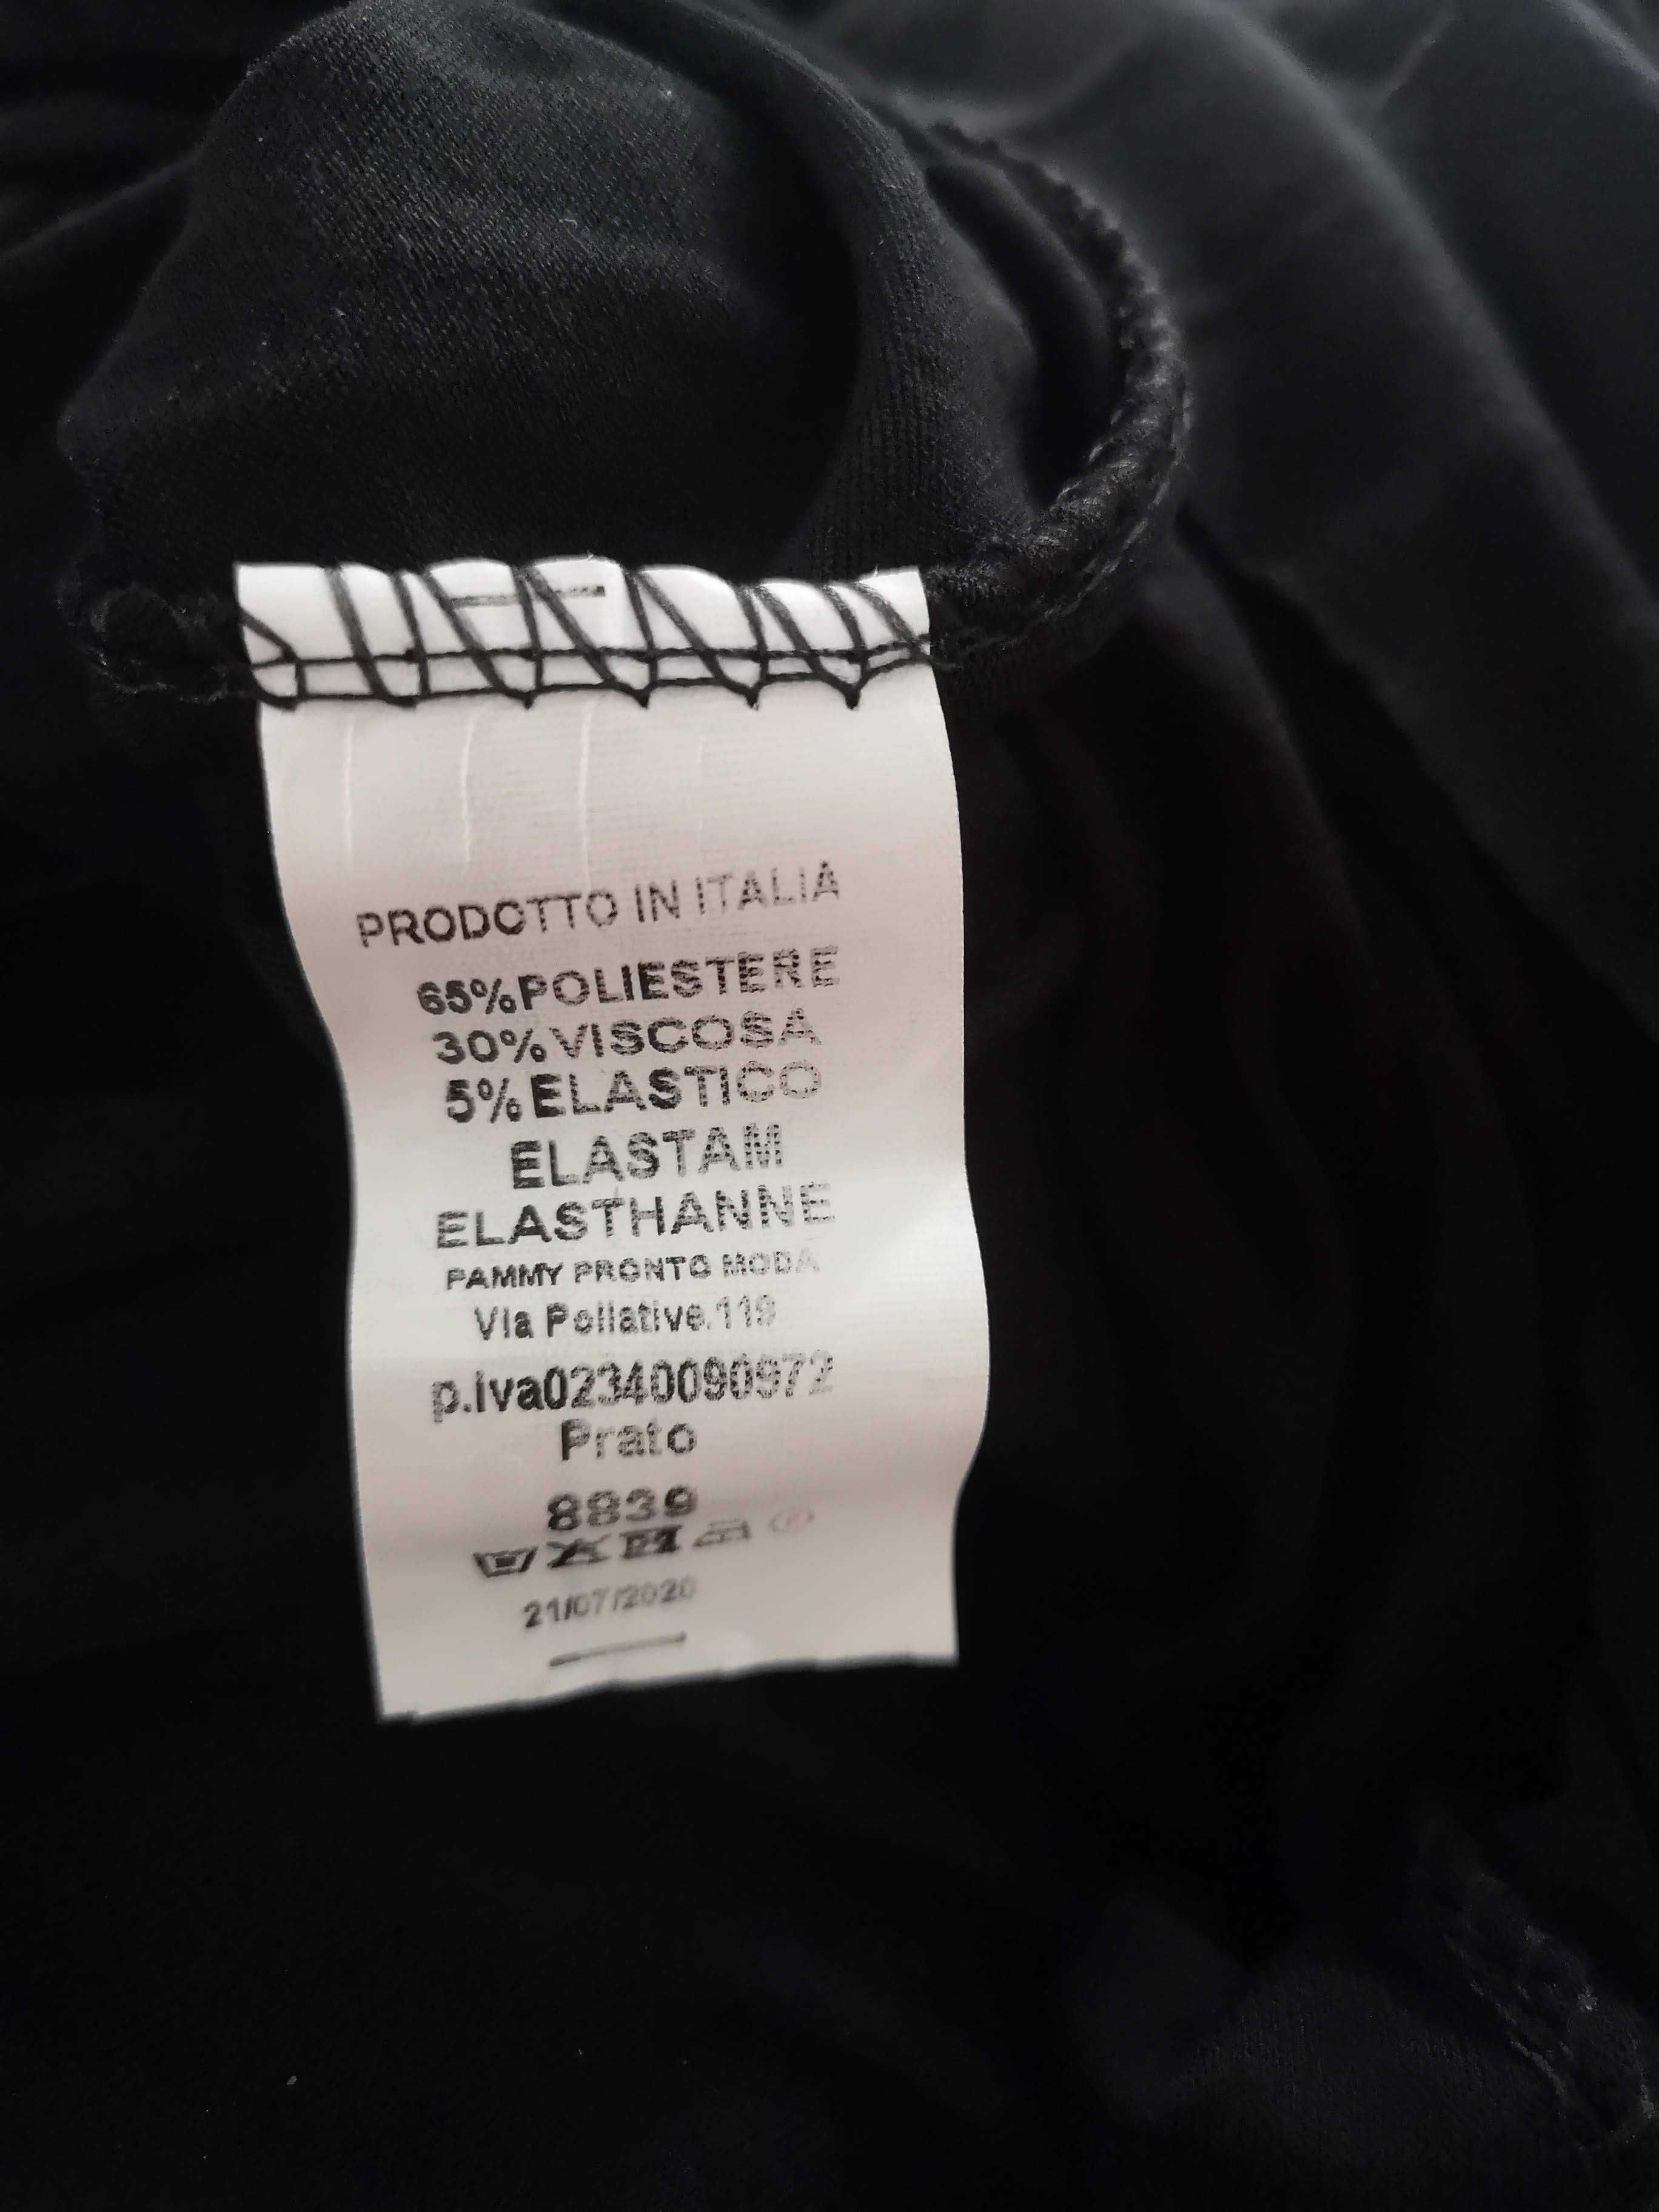 PRODOTTO IN ITALIA
65%POLIESTERE
30%VISCOSA
5%ELASTICO
ELASTAM
ELASTHANNE
PAMMY PRONTO MODA
Via Pollative.119
p.iva02340090972
Prato
8839
21/07/2020